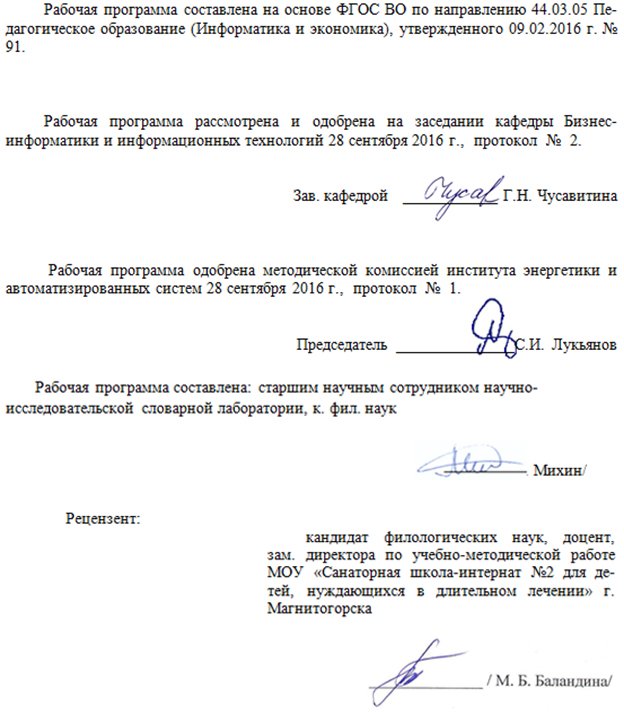 Рабочая программа составлена на основе ФГОС ВО по направлению 44.03.05 Пе-
дагогическое образование (Информатика и экономика), утвержденного 09.02.2016 г. №
91.
Рабочая программа рассмотрена и одобрена на заседании кафедры Бизнес-
информатики и информационных технологий 28 сентября 2016 г., протокол № 2.
Зав. кафедрой ____________ Г.Н. Чусавитина
Рабочая программа одобрена методической комиссией института энергетики и
автоматизированных систем 28 сентября 2016 г., протокол № 1.
Председатель _______________ С.И. Лукьянов
Рабочая программа составлена: старшим научным сотрудником научно-
исследовательской словарной лаборатории, к. фил. наук
___________. Михин/
Рецензент:
кандидат филологических наук, доцент,
зам. директора по учебно-методической работе
МОУ «Санаторная школа-интернат №2 для де-
тей, нуждающихся в длительном лечении» г.
Магнитогорска
_______________ / М. Б. Баландина/